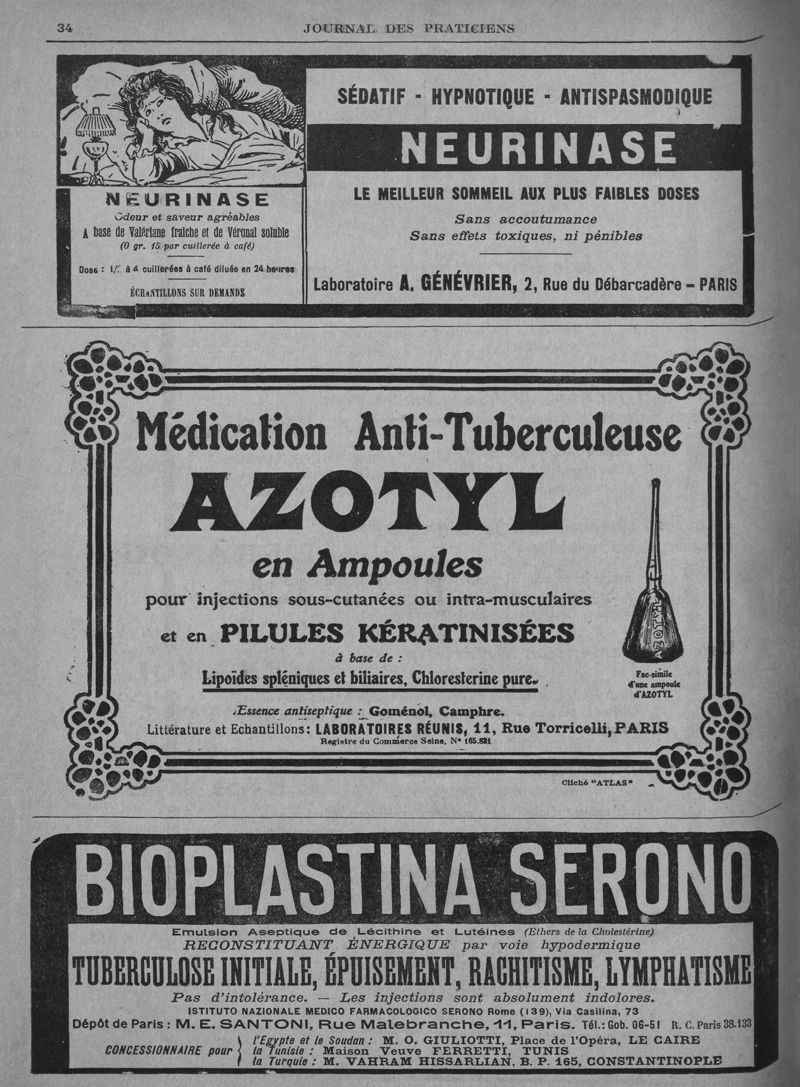 34
JOURNAL DES PRATICIENS
NEURINASE
Odeur et saveur agréables
A base de Valériane fraîche et de Véronal soluble
(0 gr. 15 par cuillerée à café)
Dose : à 4 cuillerées à café diluée en 24 heures
ÉCHANTILLONS SUR DEMANDE
SÉDATIF - HYPNOTIQUE - ANTISPASMODIQUE
NEURINASE
LE MEILLEUR SOMMEIL AUX PLUS FAIBLES DOSES
Sans accoutumance
Sans effets toxiques, ni pénibles
Laboratoire A. GÉNÉVRIER, 2, Rue du Débarcadère - PARIS
Médication Anti-Tuberculeuse
AZOTYL
en Ampoules
pour injections sous-cutanées ou intra-musculaires
et en PILULES KÉRATINISÉES
à base de :
Lipoïdes spléniques et biliaires, Chloresterine pure.
Essence antiseptique : Goménol, Camphre.
Littérature et Echantillons : LABORATOIRES RÉUNIS, 11, Rue Torricelli, PARIS
Registre du Commerce Seine, N° 165.831
AZOTYL
Fac-simile
d'une ampoule
d'AZOTYL
Cliché "ATLAS"
BIOPLASTINA SERONO
Emulsion Aseptique de Lécithine et Lutéines (Ethers de la Cholestérine)
RECONSTITUANT ÉNERGIQUE par voie hypodermique
TUBERCULOSE INITIALE, ÉPUISEMENT, RACHITISME, LYMPHATISME
Pas d'intolérance. — Les injections sont absolument indolores.
ISTITUTO NAZIONALE MEDICO FARMACOLOGICO SERONO Rome (139), Via Casilina, 73
Dépôt de Paris : M. E. SANTONI, Rue Malebranche, 11, Paris. Tél.: Gob. 06-51 R. C. Paris 38.133
CONCESSIONNAIRE pour
l'Egypte et le Soudan : M. O. GIULIOTTI, Place de l'Opéra, LE CAIRE
la Tunisie : Maison Veuve FERRETTI, TUNIS
la Turquie : M. VAHRAM HISSARLIAN, B. P. 165, CONSTANTINOPLE